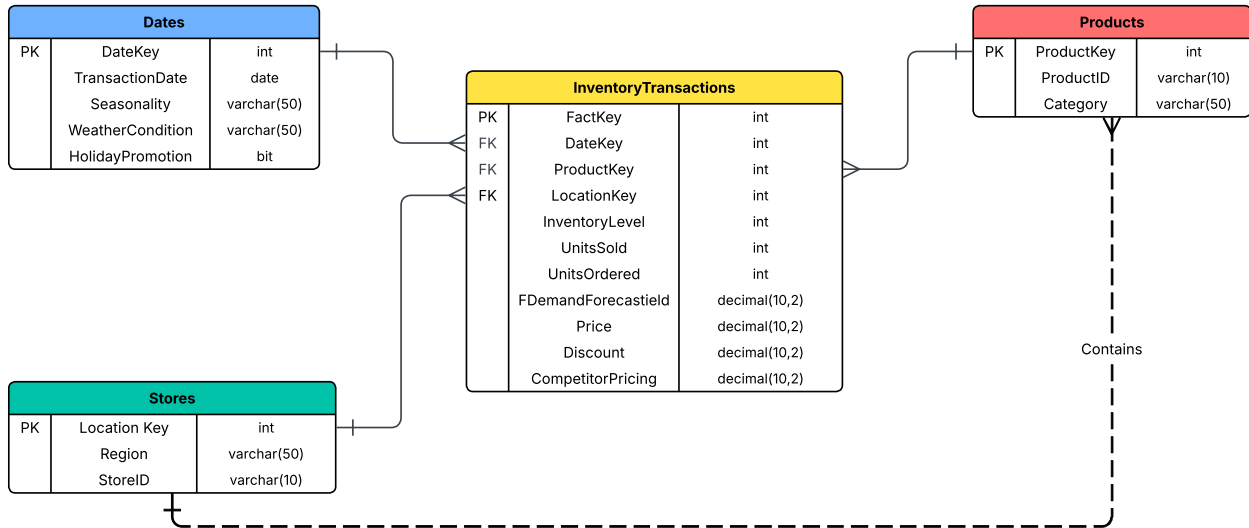 Dates
PK DateKey int
TransactionDate date
Seasonality varchar(50)
WeatherCondition varchar(50)
HolidayPromotion bit
InventoryTransactions
PK FactKey int
FK DateKey int
FK ProductKey int
FK LocationKey int
InventoryLevel int
UnitsSold int
UnitsOrdered int
FDemandForecastield decimal(10,2)
Price decimal(10,2)
Discount decimal(10,2)
CompetitorPricing decimal(10,2)
Products
PK ProductKey int
ProductID varchar(10)
Category varchar(50)
Contains
Stores
PK Location Key int
Region varchar(50)
StoreID varchar(10)